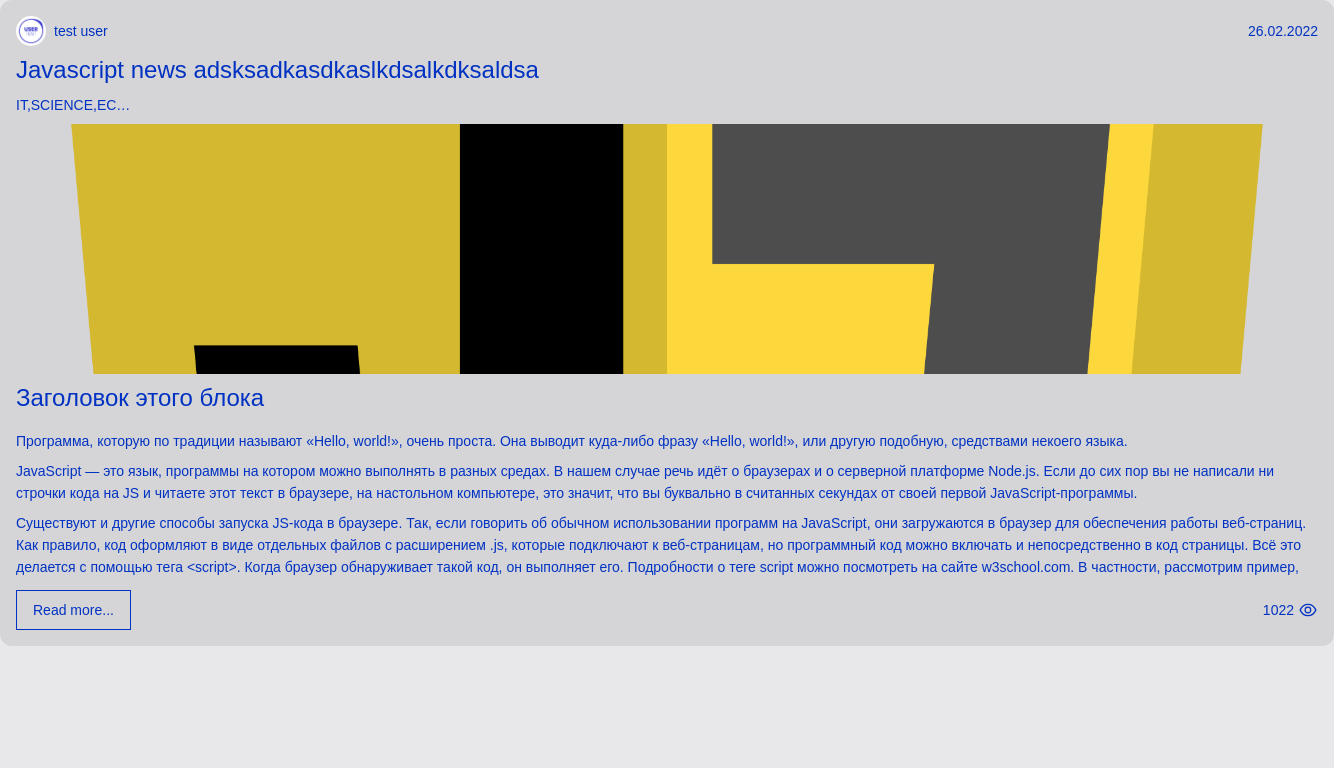 USER
test user
26.02.2022
Javascript news adsksadkasdkaslkdsalkdksaldsa
IT,SCIENCE,EC…
Заголовок этого блока
Программа, которую по традиции называют «Hello, world!», очень проста. Она выводит куда-либо фразу «Hello, world!», или другую подобную, средствами некоего языка.
JavaScript — это язык, программы на котором можно выполнять в разных средах. В нашем случае речь идёт о браузерах и о серверной платформе Node.js. Если до сих пор вы не написали ни
строчки кода на JS и читаете этот текст в браузере, на настольном компьютере, это значит, что вы буквально в считанных секундах от своей первой JavaScript-программы.
Существуют и другие способы запуска JS-кода в браузере. Так, если говорить об обычном использовании программ на JavaScript, они загружаются в браузер для обеспечения работы веб-страниц.
Как правило, код оформляют в виде отдельных файлов с расширением .js, которые подключают к веб-страницам, но программный код можно включать и непосредственно в код страницы. Всё это
делается с помощью тега <script>. Когда браузер обнаруживает такой код, он выполняет его. Подробности о теге script можно посмотреть на сайте w3school.com. В частности, рассмотрим пример,
Read more...
1022